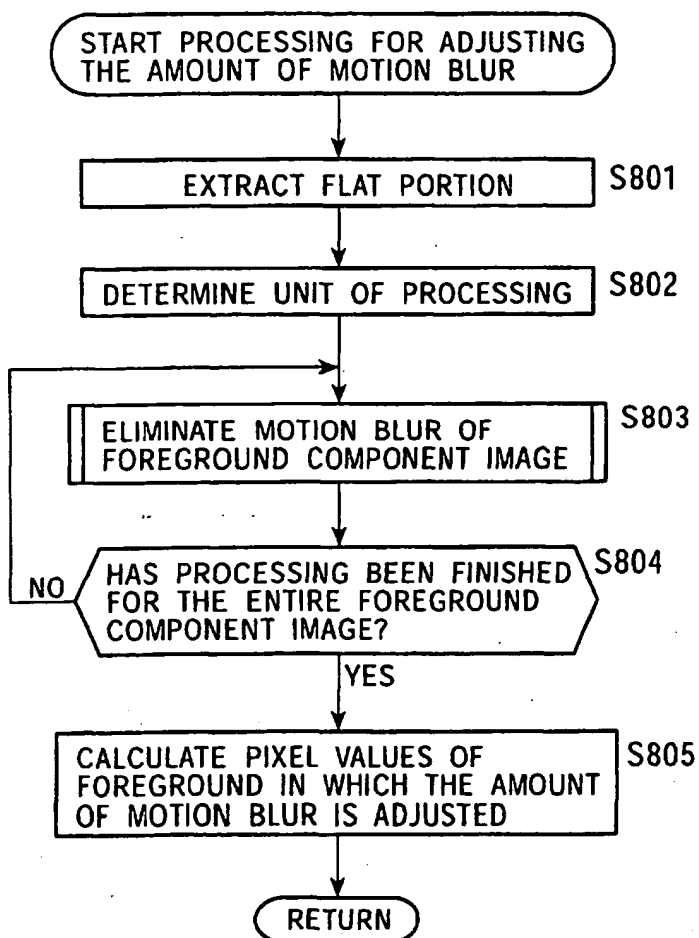 START PROCESSING FOR ADJUSTING
THE AMOUNT OF MOTION BLUR
EXTRACT FLAT PORTION
S801
DETERMINE UNIT OF PROCESSING
S802
ELIMINATE MOTION BLUR OF
FOREGROUND COMPONENT IMAGE
S803
HAS PROCESSING BEEN FINISHED
FOR THE ENTIRE FOREGROUND
COMPONENT IMAGE?
S804
NO
YES
CALCULATE PIXEL VALUES OF
FOREGROUND IN WHICH THE AMOUNT
OF MOTION BLUR IS ADJUSTED
S805
RETURN